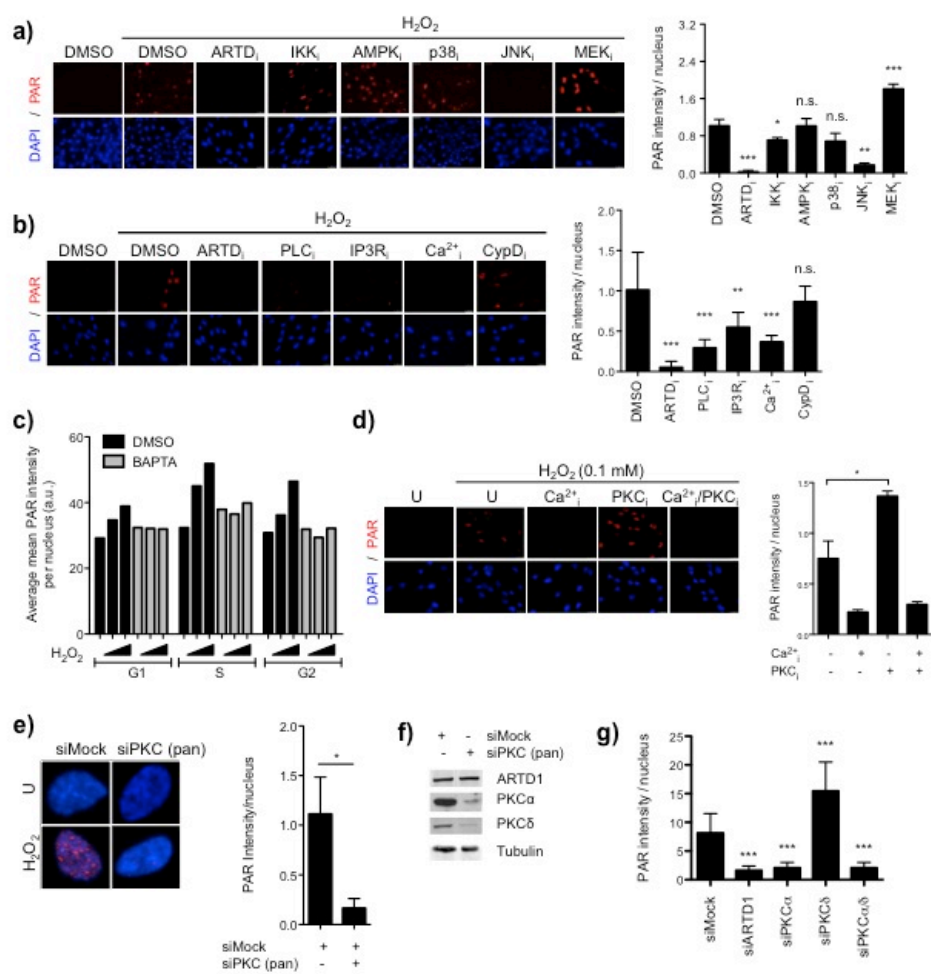 a)
H₂O₂
DMSO DMSO ARTDᵢ IKKᵢ AMPKᵢ p38ᵢ JNKᵢ MEKᵢ
DAPI / PAR
PAR intensity / nucleus
1.2
0.8
0.4
0.0
*** * n.s. n.s. ** ***
DMSO ARTDᵢ IKKᵢ AMPKᵢ p38ᵢ JNKᵢ MEKᵢ
b)
H₂O₂
DMSO DMSO ARTDᵢ PLCᵢ IP3Rᵢ Ca²⁺ᵢ CypDᵢ
DAPI / PAR
PAR intensity / nucleus
2.0
1.5
1.0
0.5
0.0
*** *** ** *** n.s.
DMSO ARTDᵢ PLCᵢ IP3Rᵢ Ca²⁺ᵢ CypDᵢ
c)
Average mean PAR intensity
per nucleus (a.u.)
60
40
20
0
DMSO
BAPTA
H₂O₂
G1 S G2
d)
H₂O₂ (0.1 mM)
U U Ca²⁺ᵢ PKCᵢ Ca²⁺ᵢ/PKCᵢ
DAPI / PAR
PAR intensity / nucleus
1.5
1.0
0.5
0.0
*
Ca²⁺ᵢ - + - +
PKCᵢ - - + +
e)
siMock siPKC (pan)
U
H₂O₂
PAR Intensity/nucleus
2.0
1.5
1.0
0.5
0.0
*
siMock + +
siPKC (pan) - +
f)
+ - siMock
- + siPKC (pan)
ARTD1
PKCα
PKCδ
Tubulin
g)
PAR intensity / nucleus
25
20
15
10
5
0
*** *** *** ***
siMock siARTD1 siPKCα siPKCδ siPKCα/δ